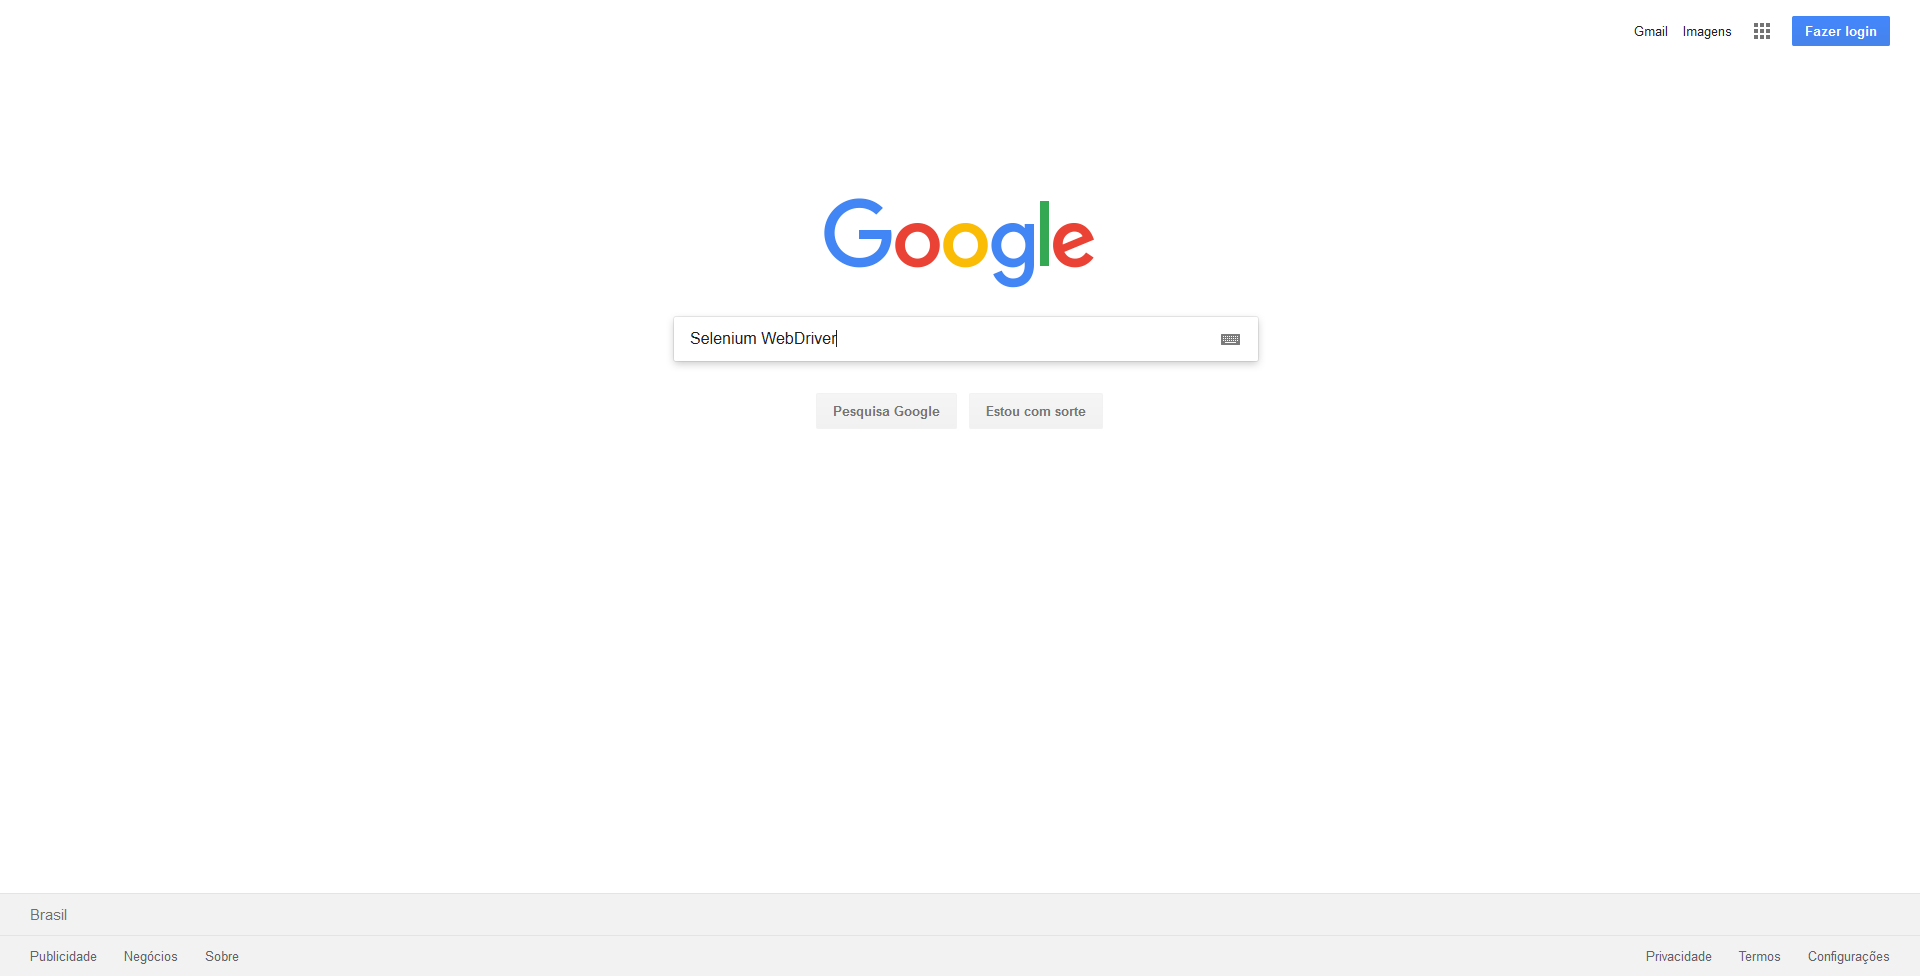 Gmail Imagens Fazer login
Google
Selenium WebDriver
Pesquisa Google Estou com sorte
Brasil
Publicidade Negócios Sobre Privacidade Termos Configurações